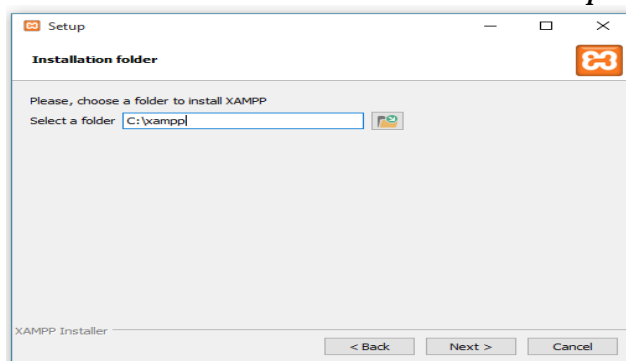 Setup
Installation folder
Please, choose a folder to install XAMPP
Select a folder C:\xampp
XAMPP Installer
< Back Next > Cancel